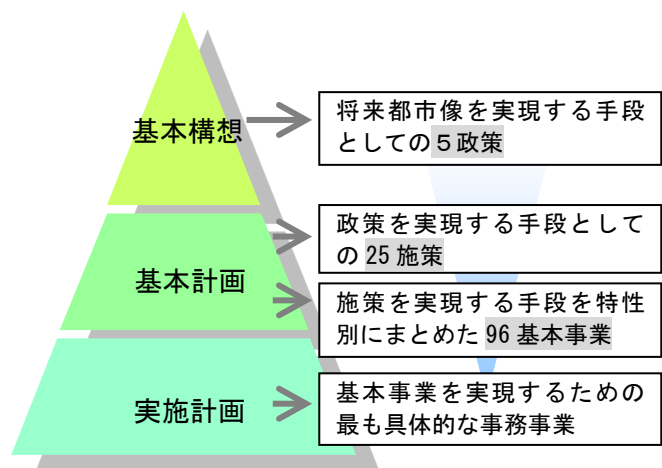 基本構想
将来都市像を実現する手段
としての５政策
基本計画
政策を実現する手段として
の 25 施策
施策を実現する手段を特性
別にまとめた 96 基本事業
実施計画
基本事業を実現するための
最も具体的な事務事業